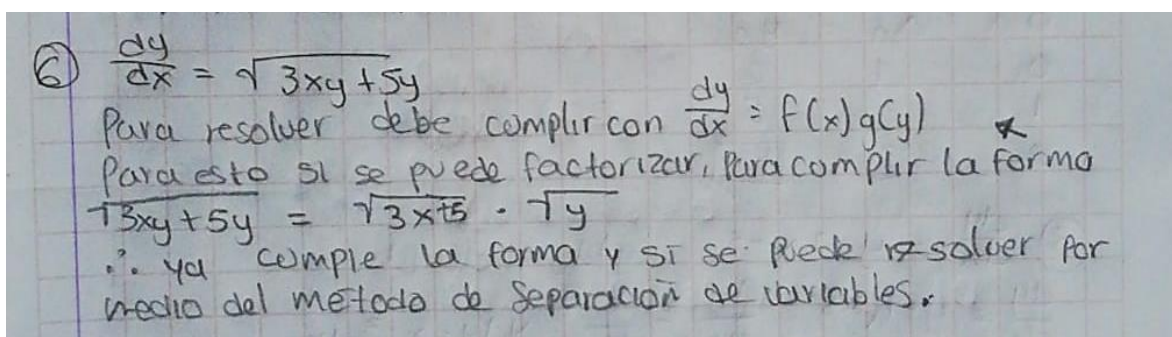 ⑥ dy/dx = √3xy+5y
Para resolver debe complir con dy/dx = f(x)g(y) *
Para esto si se puede factorizar, Para complir la forma
√3xy+5y = √3x+5 · √y
∴ ya cumple la forma y si se puede resolver por
medio del metodo de Separación de variables.